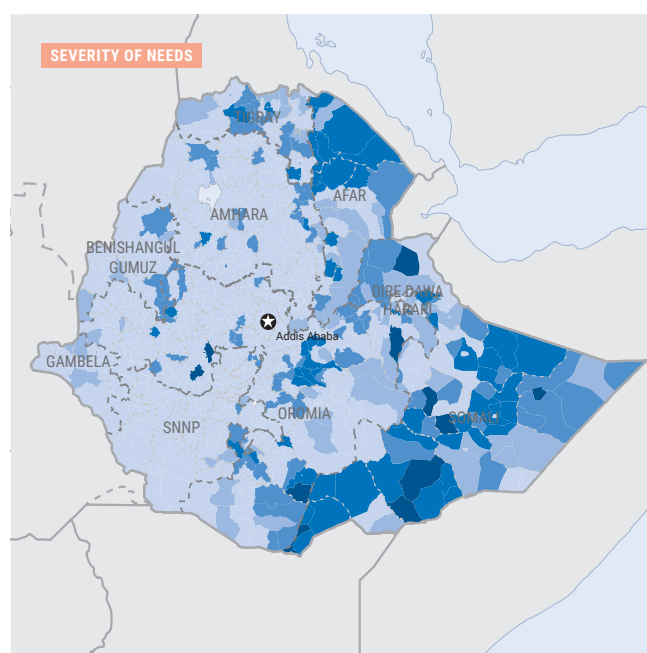 SEVERITY OF NEEDS
TIGRAY
AFAR
AMHARA
BENISHANGUL
GUMUZ
DIRE DAWA
HARARI
Addis Ababa
GAMBELA
OROMIA
SOMALI
SNNP